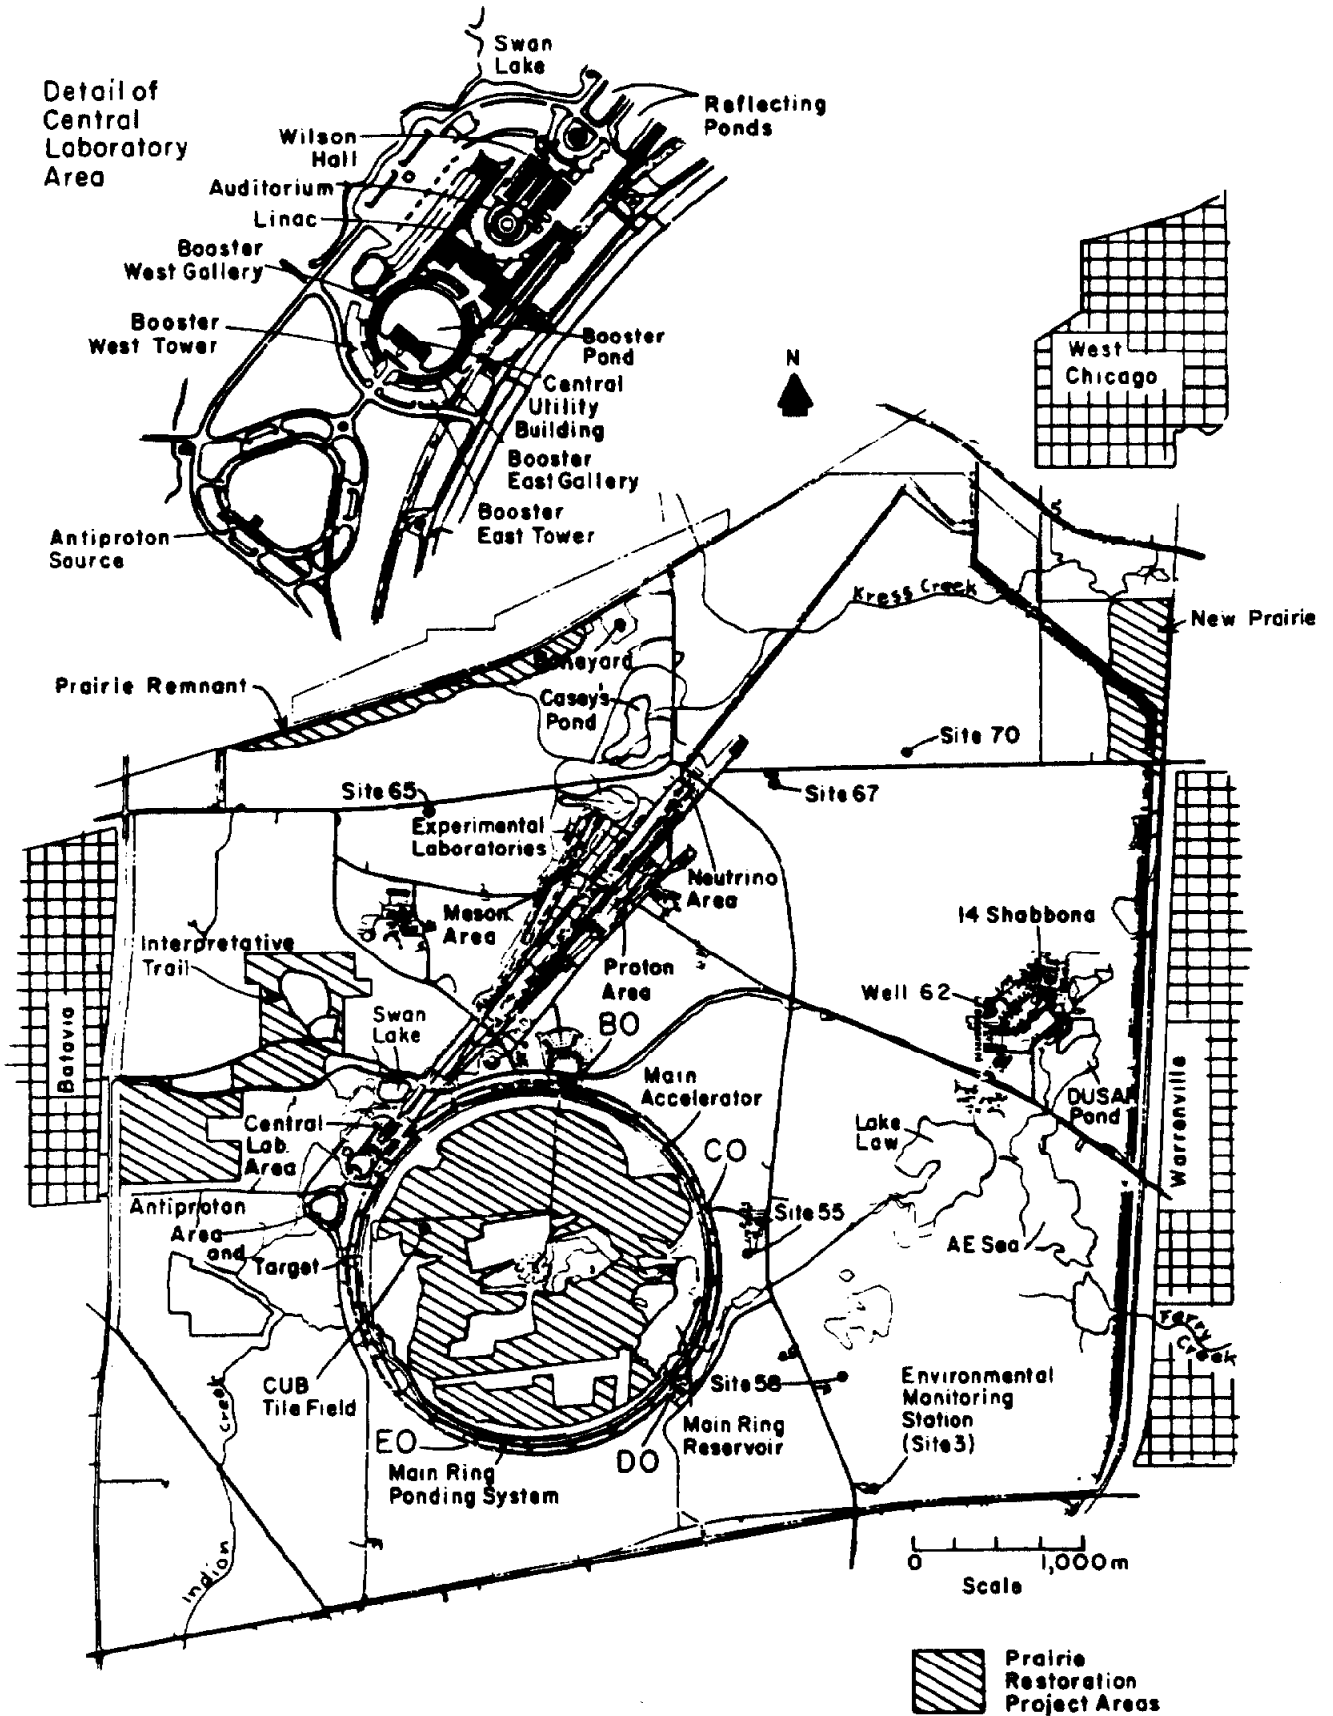 Swan
Lake
Detail of
Central
Laboratory
Area
Reflecting
Ponds
Wilson
Hall
Auditorium
Linac
Booster
West Gallery
Booster
West Tower
Booster
Pond
Central
Utility
Building
Booster
East Gallery
Booster
East Tower
Antiproton
Source
N
West
Chicago
Kress Creek
New Prairie
Boneyard
Prairie Remnant
Casey's
Pond
Site 70
Site 65
Site 67
Experimental
Laboratories
Neutrino
Area
Meson
Area
14 Shabbona
Interpretative
Trail
Proton
Area
Well 62
BO
Swan
Lake
Batavia
Main
Accelerator
DUSAF
Pond
Warrenville
Central
Lab.
Area
Lake
Law
CO
Antiproton
Area
and
Target
Site 55
AE Sea
Ferry
Creek
CUB
Tile Field
Site 58
Environmental
Monitoring
Station
(Site 3)
Main Ring
Reservoir
EO
DO
Main Ring
Ponding System
Indian Creek
0 1,000 m
Scale
Prairie
Restoration
Project Areas